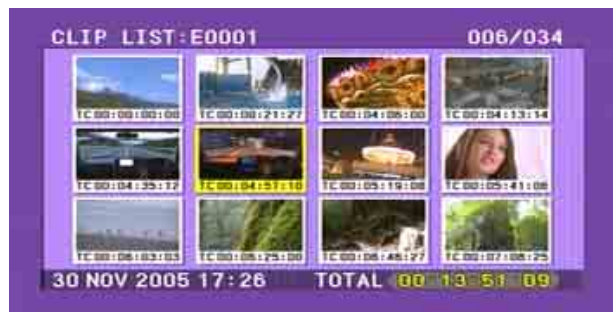 CLIP LIST:E0001 006/034
TC 00:00:00:00 TC 00:00:21:27 TC 00:04:06:00 TC 00:04:13:14
TC 00:04:35:12 TC 00:04:57:10 TC 00:05:19:08 TC 00:05:41:06
TC 00:06:03:03 TC 00:06:25:00 TC 00:06:46:27 TC 00:07:08:25
30 NOV 2005 17:26 TOTAL 00 13 51 09